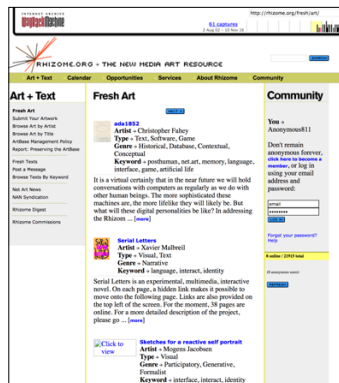 INTERNET ARCHIVE
WayBackMachine
http://rhizome.org/fresh/art/
61 captures
RHIZOME.ORG + THE NEW MEDIA ART RESOURCE
Art + Text Calendar Opportunities Services About Rhizome Community
Art + Text
Fresh Art
Submit Your Artwork
Browse Art by Artist
Browse Art by Title
ArtBase Management Policy
Report: Preserving the ArtBase
Fresh Texts
Post a Message
Browse Texts By Keyword
Net Art News
NAN Syndication
Rhizome Digest
Rhizome Commissions
Fresh Art
ada1852
Artist + Christopher Fahey
Type + Text, Software, Game
Genre + Historical, Database, Contextual,
Conceptual
Keyword + posthuman, net.art, memory, language,
interface, game, artificial life
It is a virtual certainly that in the near future we will hold
conversations with computers as regularly as we do with
other human beings. The more sophisticated these
machines are, the more lifelike they will likely be. But
what will these digital personalities be like? In addressing
the Rhizom ... [more]
Serial Letters
Artist + Xavier Malbreil
Type + Visual, Text
Genre + Narrative
Keyword + language, interact, identity
Serial Letters is an experimental, multimedia, interactive
novel. On each page, a hidden link makes it possible to
move onto the following page. Links are also provided on
the top left of the screen. For the moment, 38 pages are
online. For a more detailed description of the project,
please go ... [more]
Click to
view
Sketches for a reactive self portrait
Artist + Mogens Jacobsen
Type + Visual
Genre + Participatory, Generative,
Formalist
Keyword + interface, interact, identity
Community
You =
Anonymous811
Don't remain
anonymous forever,
click here to become a
member, or log in
using your email
address and
password:
email
Forgot your password?
Help